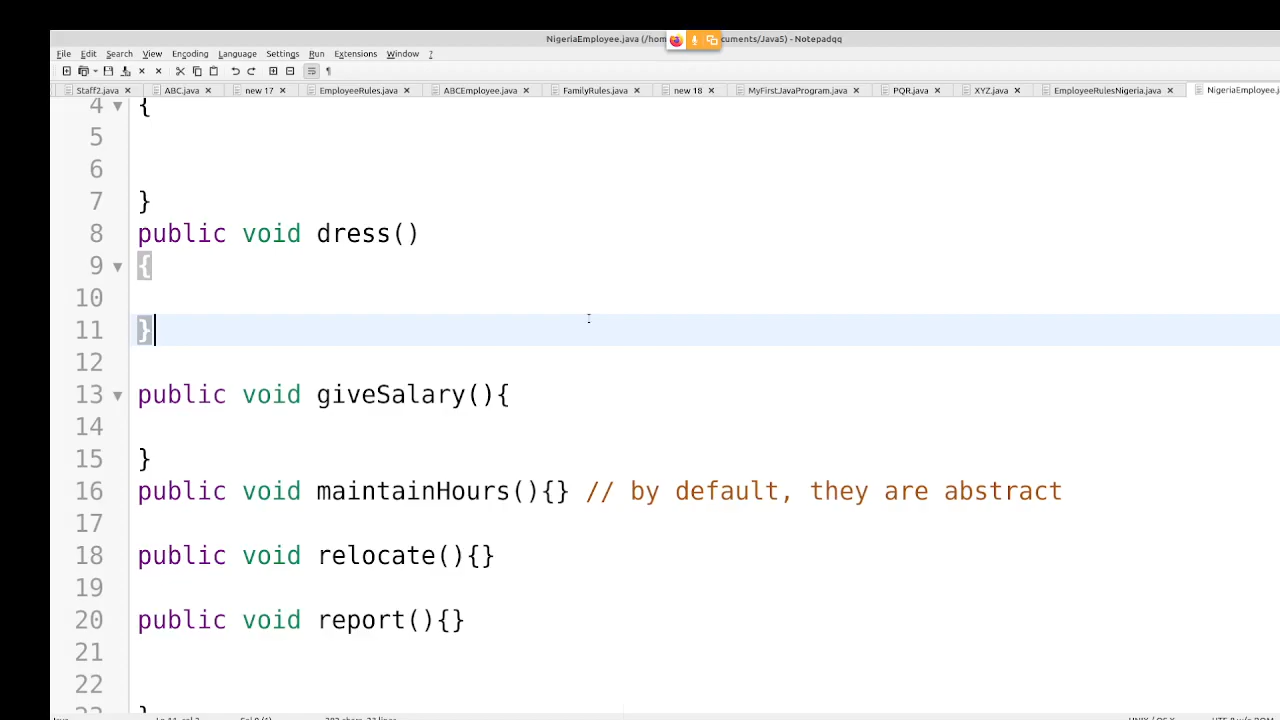 NigeriaEmployee.java (/hom cuments/Java5) - Notepadqq
File Edit Search View Encoding Language Settings Run Extensions Window ?
Staff2.java ABC.java new 17 EmployeeRules.java ABCEmployee.java FamilyRules.java new 18 MyFirstJavaProgram.java PQR.java XYZ.java EmployeeRulesNigeria.java NigeriaEmployee.ja
4 {
5
6
7 }
8 public void dress()
9 {
10
11 }
12
13 public void giveSalary(){
14
15 }
16 public void maintainHours(){} // by default, they are abstract
17
18 public void relocate(){}
19
20 public void report(){}
21
22
23 }